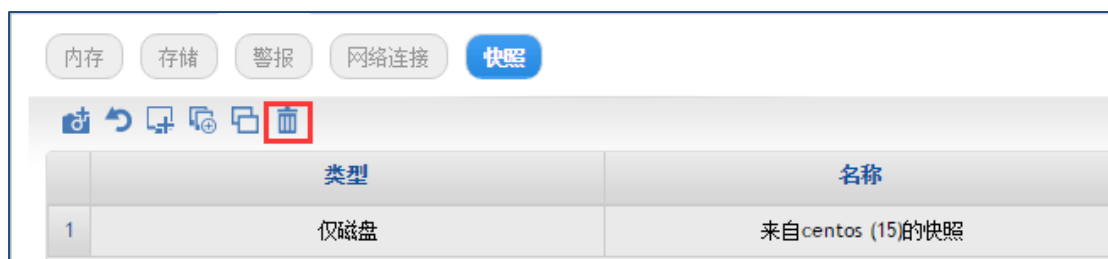 内存 存储 警报 网络连接 快照
类型 名称
1 仅磁盘 来自centos (15)的快照